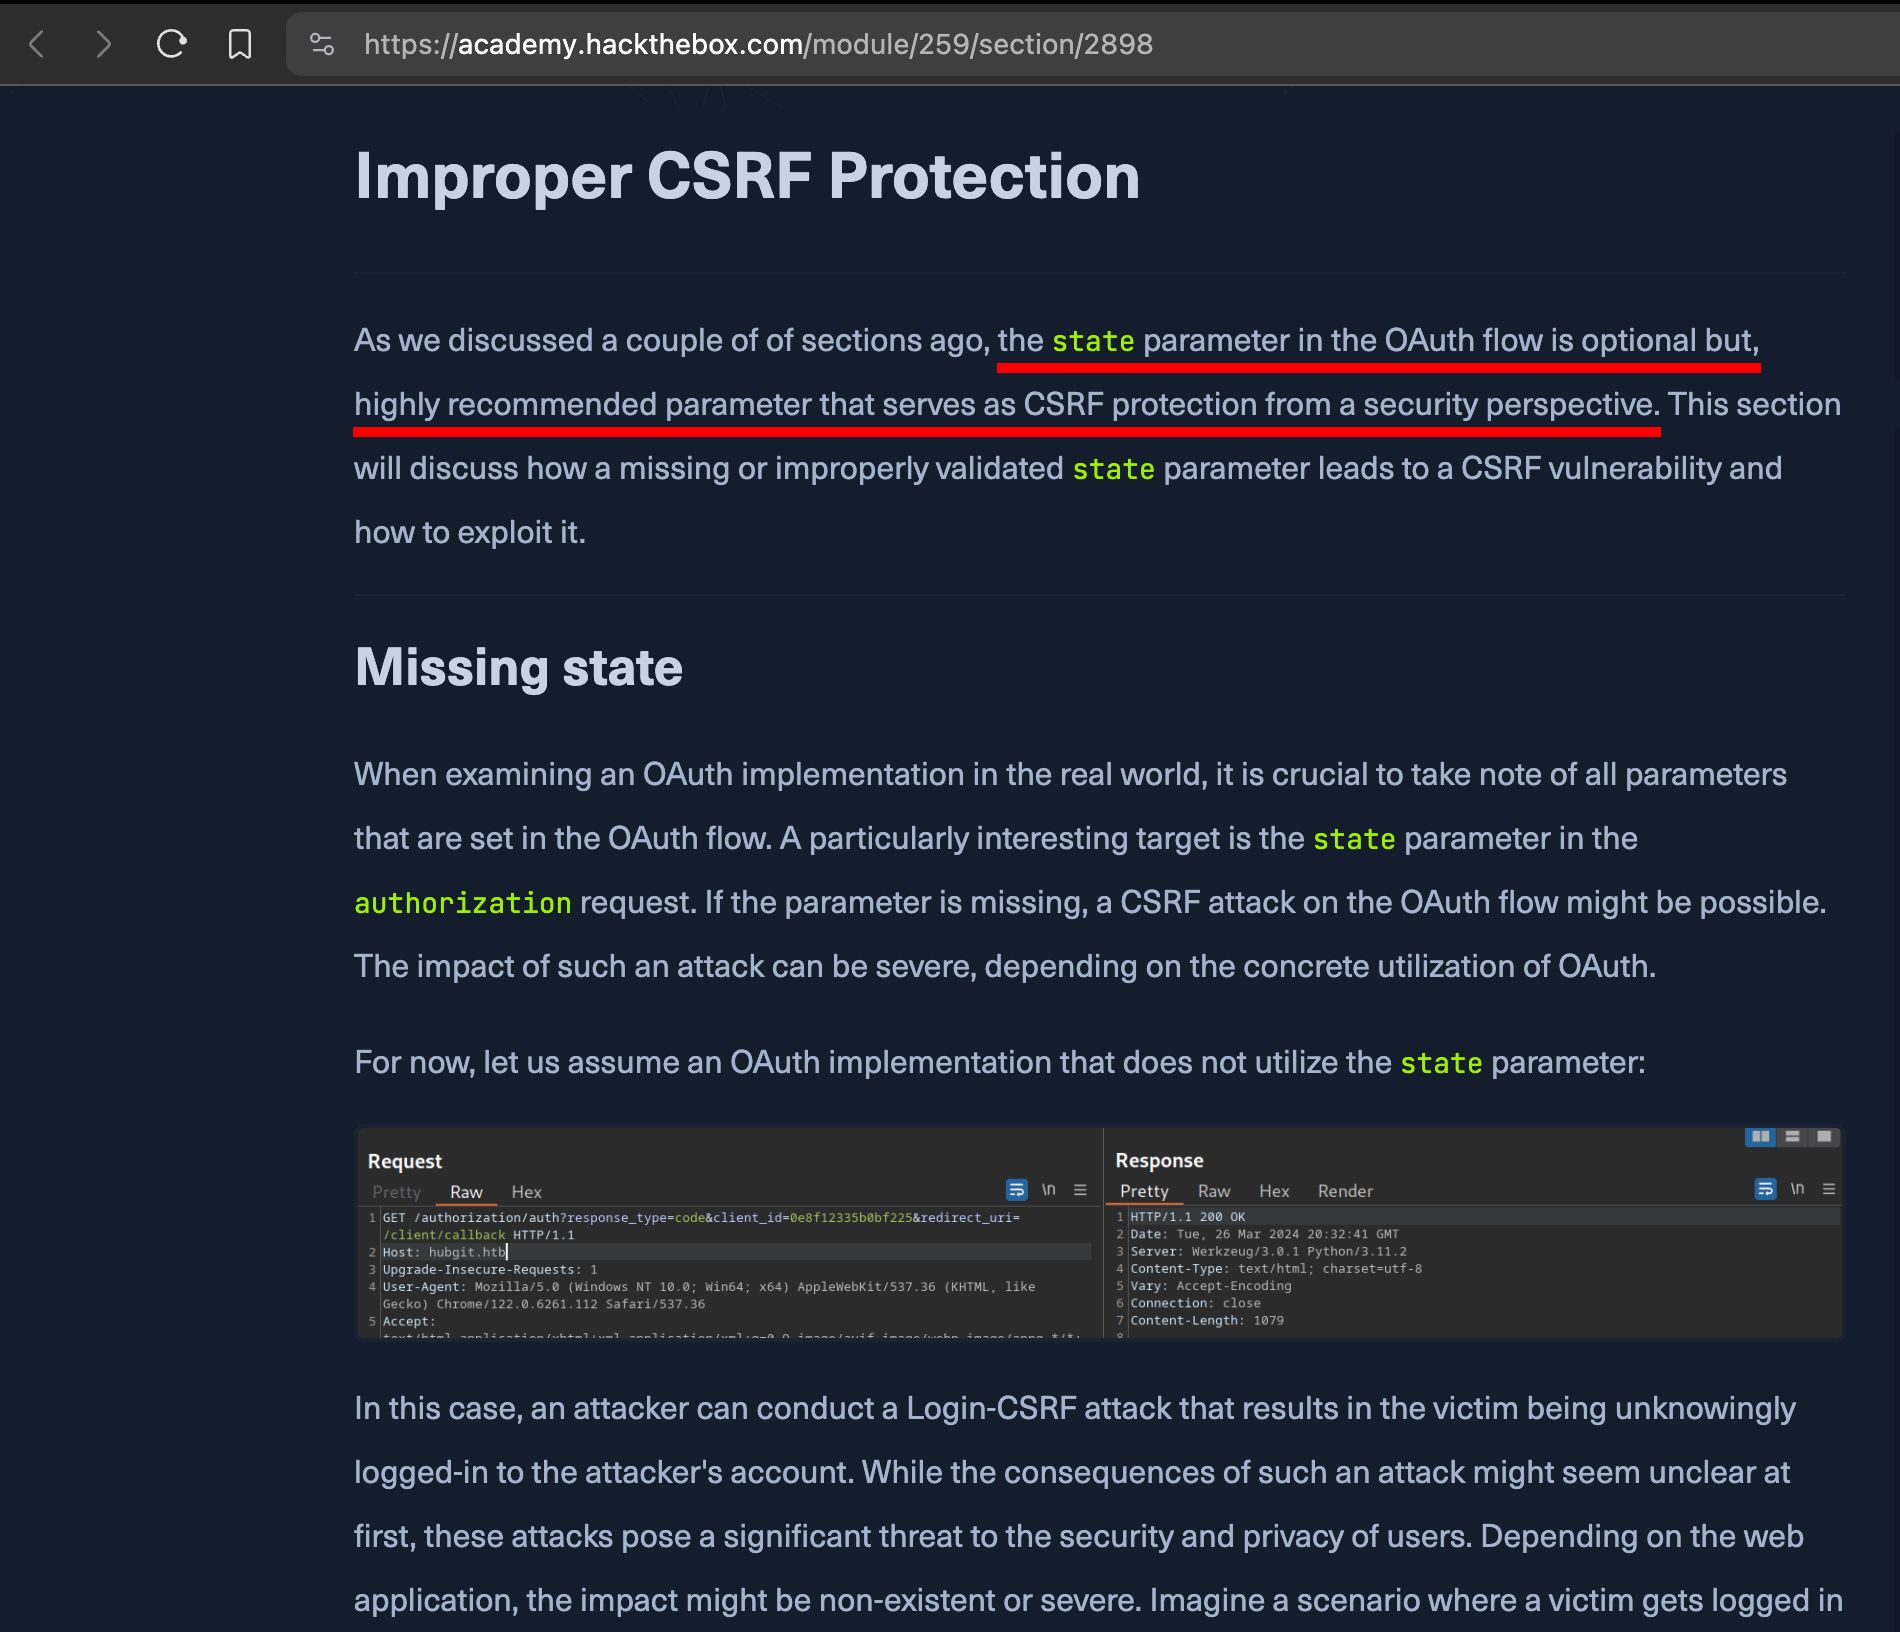 https://academy.hackthebox.com/module/259/section/2898
Improper CSRF Protection
As we discussed a couple of of sections ago, the state parameter in the OAuth flow is optional but,
highly recommended parameter that serves as CSRF protection from a security perspective. This section
will discuss how a missing or improperly validated state parameter leads to a CSRF vulnerability and
how to exploit it.
Missing state
When examining an OAuth implementation in the real world, it is crucial to take note of all parameters
that are set in the OAuth flow. A particularly interesting target is the state parameter in the
authorization request. If the parameter is missing, a CSRF attack on the OAuth flow might be possible.
The impact of such an attack can be severe, depending on the concrete utilization of OAuth.
For now, let us assume an OAuth implementation that does not utilize the state parameter:
Request
Pretty Raw Hex \n
1 GET /authorization/auth?response_type=code&client_id=0e8f12335b0bf225&redirect_uri=
/client/callback HTTP/1.1
2 Host: hubgit.htb
3 Upgrade-Insecure-Requests: 1
4 User-Agent: Mozilla/5.0 (Windows NT 10.0; Win64; x64) AppleWebKit/537.36 (KHTML, like
Gecko) Chrome/122.0.6261.112 Safari/537.36
5 Accept:
Response
Pretty Raw Hex Render \n
1 HTTP/1.1 200 OK
2 Date: Tue, 26 Mar 2024 20:32:41 GMT
3 Server: Werkzeug/3.0.1 Python/3.11.2
4 Content-Type: text/html; charset=utf-8
5 Vary: Accept-Encoding
6 Connection: close
7 Content-Length: 1079
8
In this case, an attacker can conduct a Login-CSRF attack that results in the victim being unknowingly
logged-in to the attacker's account. While the consequences of such an attack might seem unclear at
first, these attacks pose a significant threat to the security and privacy of users. Depending on the web
application, the impact might be non-existent or severe. Imagine a scenario where a victim gets logged in